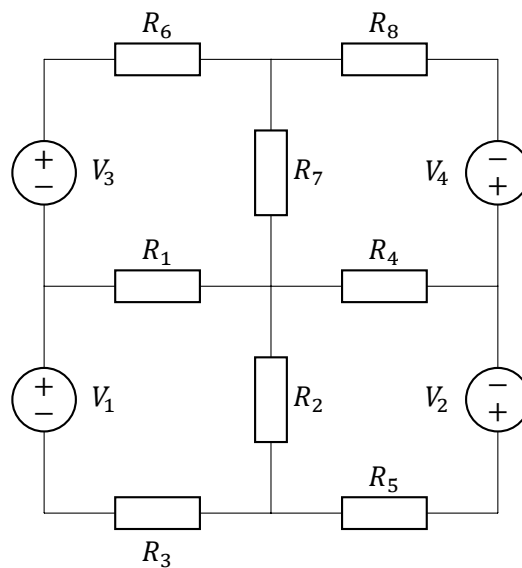 R₆ R₈
+
− V₃
R₇
V₄ −
+
R₁ R₄
+
− V₁
R₂
V₂ −
+
R₃ R₅